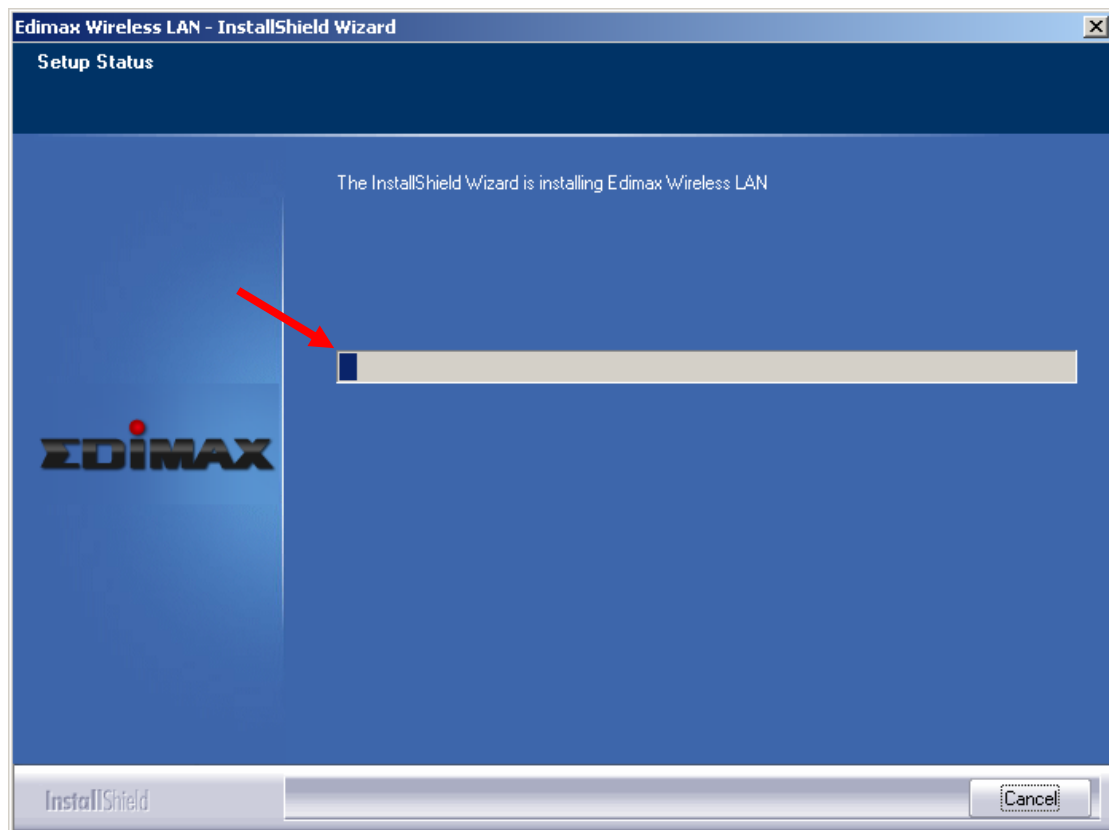 Edimax Wireless LAN - InstallShield Wizard
Setup Status
The InstallShield Wizard is installing Edimax Wireless LAN
EDiMAX
InstallShield
Cancel